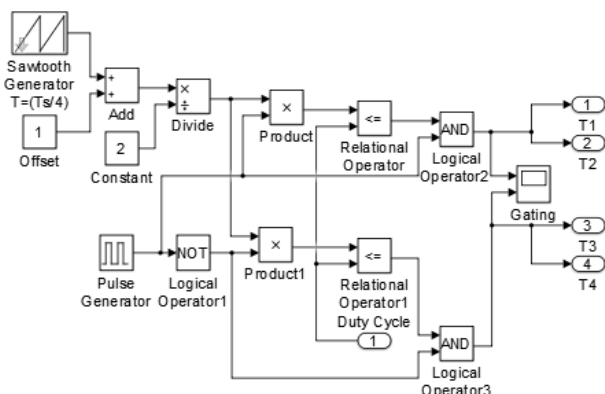 Sawtooth
Generator
T=(Ts/4)
1
Offset
+
+
Add
2
Constant
×
÷
Divide
×
Product
<=
Relational
Operator
AND
Logical
Operator2
1
T1
2
T2
Gating
3
T3
4
T4
Pulse
Generator
NOT
Logical
Operator1
×
Product1
<=
Relational
Operator1
Duty Cycle
1
AND
Logical
Operator3